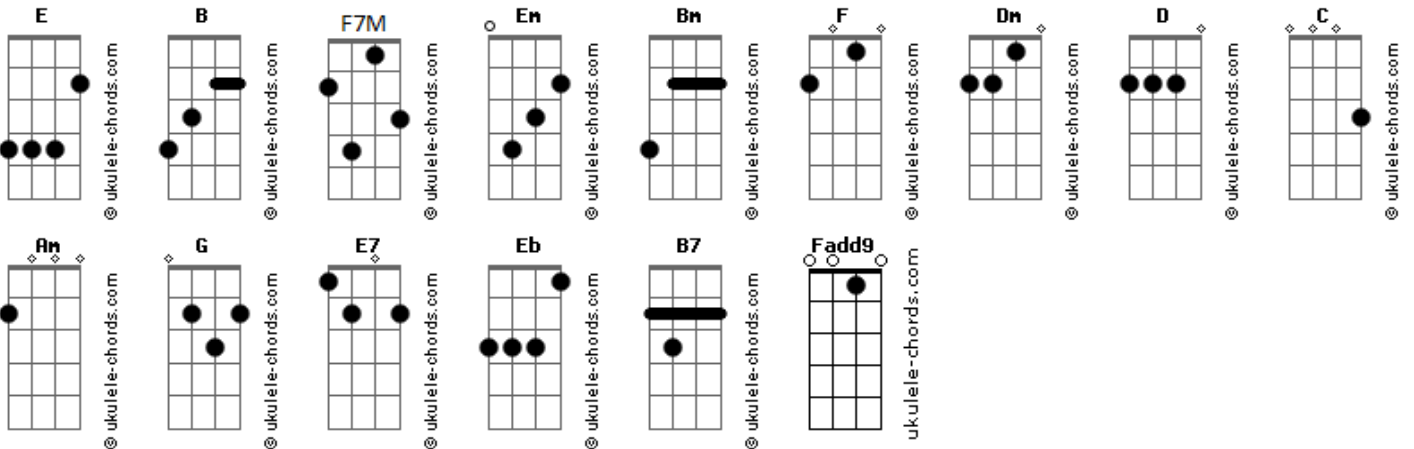 E B F7M Em Bm F Dm D C
© ukulele-chords.com © ukulele-chords.com © ukulele-chords.com © ukulele-chords.com © ukulele-chords.com © ukulele-chords.com © ukulele-chords.com © ukulele-chords.com © ukulele-chords.com
Am G E7 Eb B7 Fadd9
© ukulele-chords.com © ukulele-chords.com © ukulele-chords.com © ukulele-chords.com © ukulele-chords.com ukulele-chords.com